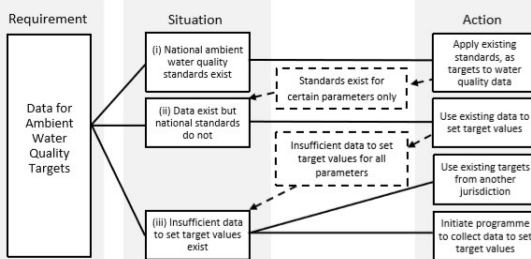 Requirement
Situation
Action
Data for
Ambient
Water
Quality
Targets
(i) National ambient
water quality
standards exist
(ii) Data exist but
national standards
do not
(iii) Insufficient data
to set target values
exist
Standards exist for
certain parameters only
Insufficient data to set
target values for all
parameters
Apply existing
standards, as
targets to water
quality data
Use existing data to
set target values
Use existing targets
from another
jurisdiction
Initiate programme
to collect data to set
target values